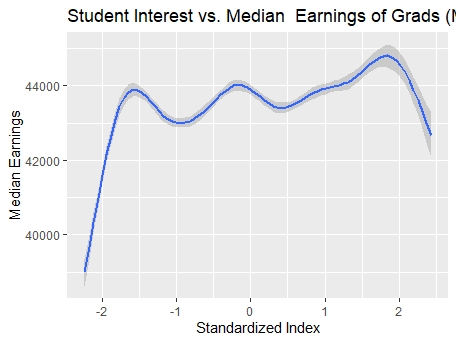 Student Interest vs. Median  Earnings of Grads (M
44000
42000
40000
Median Earnings
-2
-1
0
1
2
Standardized Index